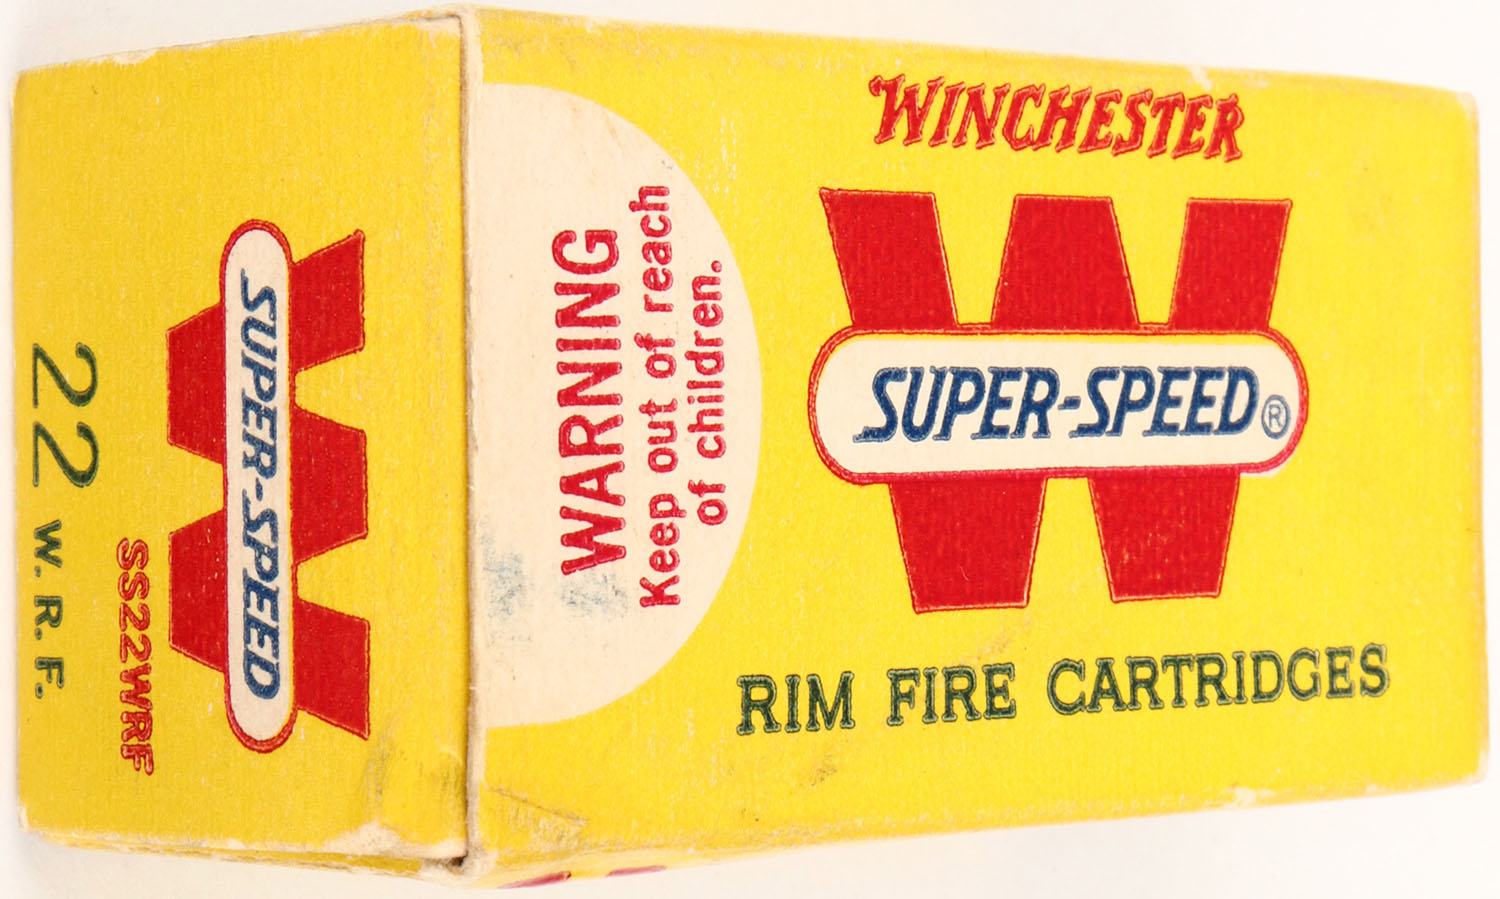 WINCHESTER
W
SUPER-SPEED®
RIM FIRE CARTRIDGES
WARNING
Keep out of reach
of children.
W
SUPER-SPEED
SS22WRF
22 W.R.F.